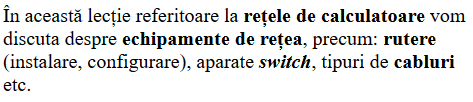 În această lecție referitoare la rețele de calculatoare vom
discuta despre echipamente de rețea, precum: rutere
(instalare, configurare), aparate switch, tipuri de cabluri
etc.